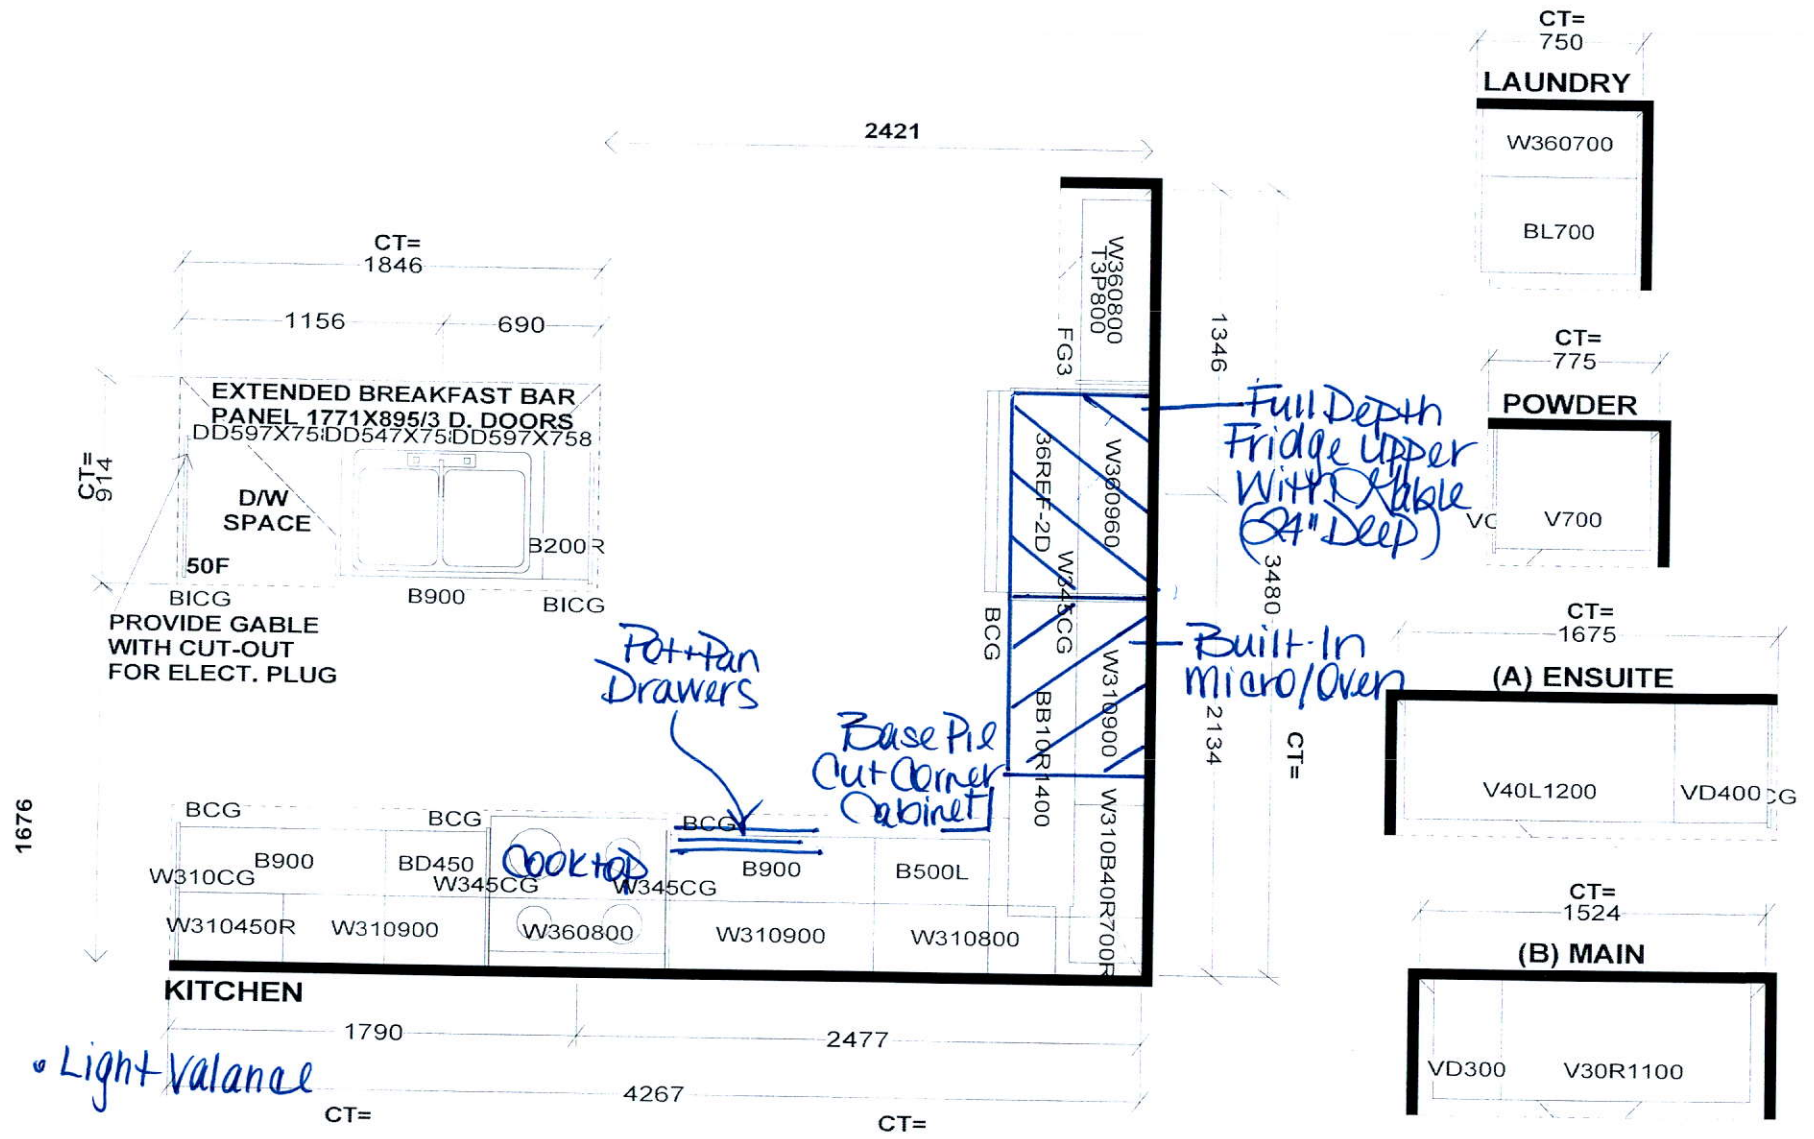 CT=
750
LAUNDRY
W360700
BL700
2421
CT=
1846
1156
690
EXTENDED BREAKFAST BAR
PANEL 1771X895/3 D. DOORS
DD597X75 DD547X75 DD597X758
CT=
914
D/W
SPACE
50F
B200R
BICG
B900
BICG
PROVIDE GABLE
WITH CUT-OUT
FOR ELECT. PLUG
W360800
T3P800
FG3
1346
36REF-2D
W360960
W345CG
BCG
3480
CT=
2134
W310900
BB10R1400
W310B40R700R
Full Depth
Fridge Upper
With Gable
Deep)
Built-In
Micro/Oven
Pot+Pan
Drawers
Base Pie
Cut Corner
Cabinet
CT=
775
POWDER
V700
CT=
1675
(A) ENSUITE
V40L1200
VD400
CG
1676
BCG
BCG
BCG
B900
BD450
Cooktop
B900
B500L
W310CG
W345CG
W345CG
W310450R
W310900
W360800
W310900
W310800
KITCHEN
1790
2477
4267
CT=
CT=
• Light Valance
CT=
1524
(B) MAIN
VD300
V30R1100